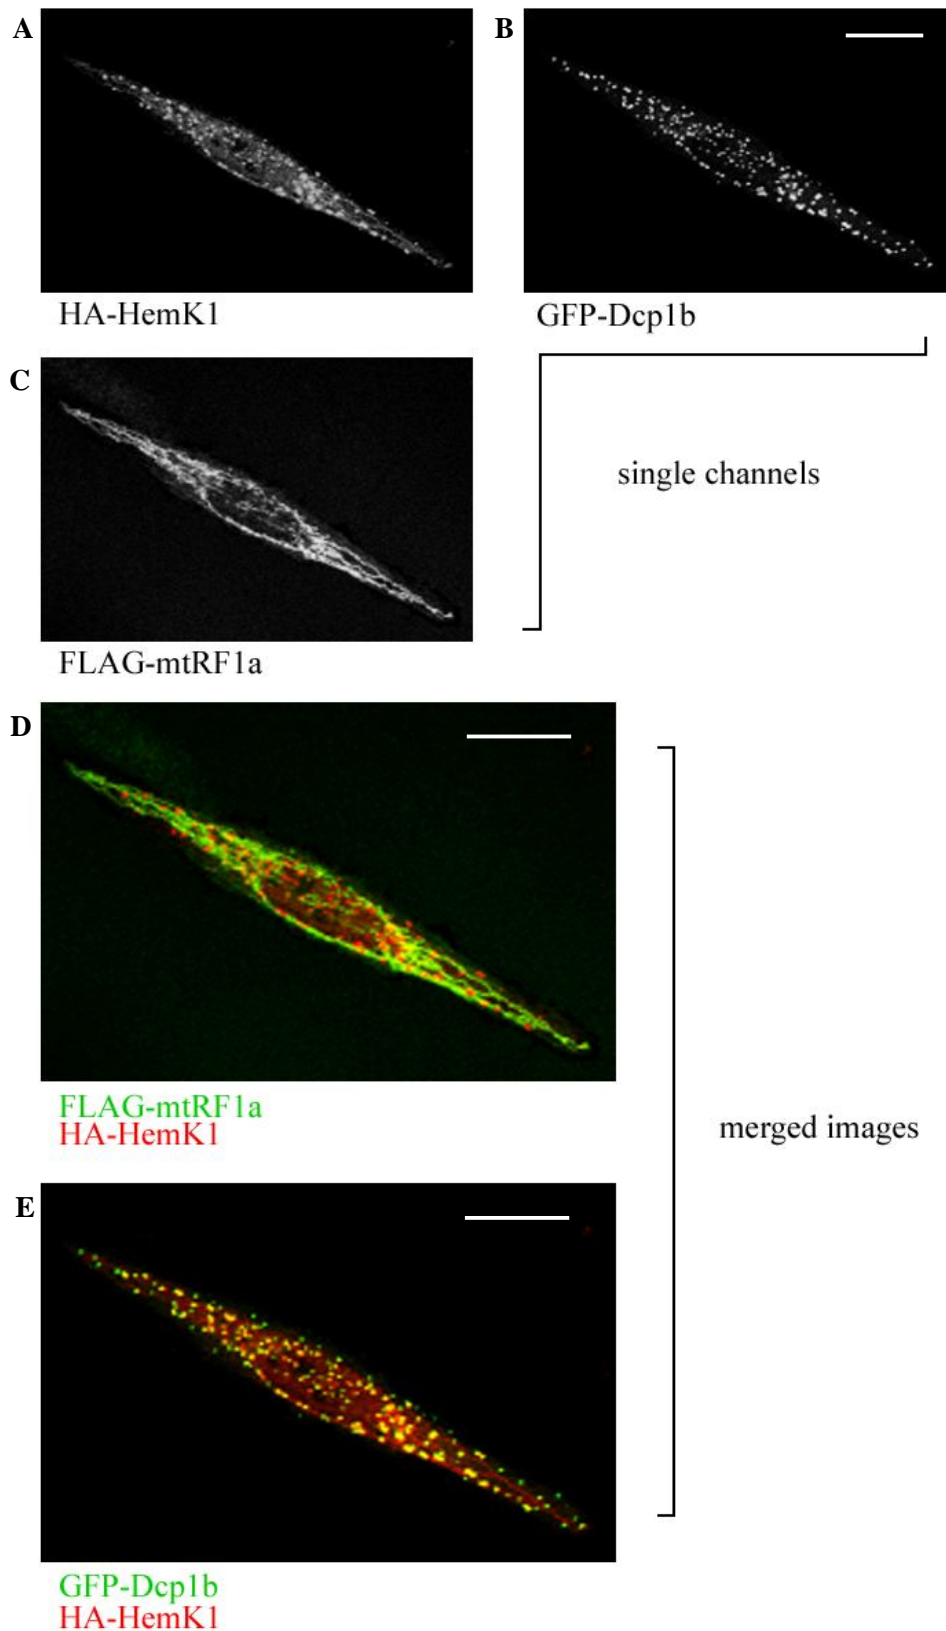 A
B
HA-HemK1
GFP-Dcp1b
C
single channels
FLAG-mtRF1a
D
FLAG-mtRF1a
HA-HemK1
merged images
E
GFP-Dcp1b
HA-HemK1